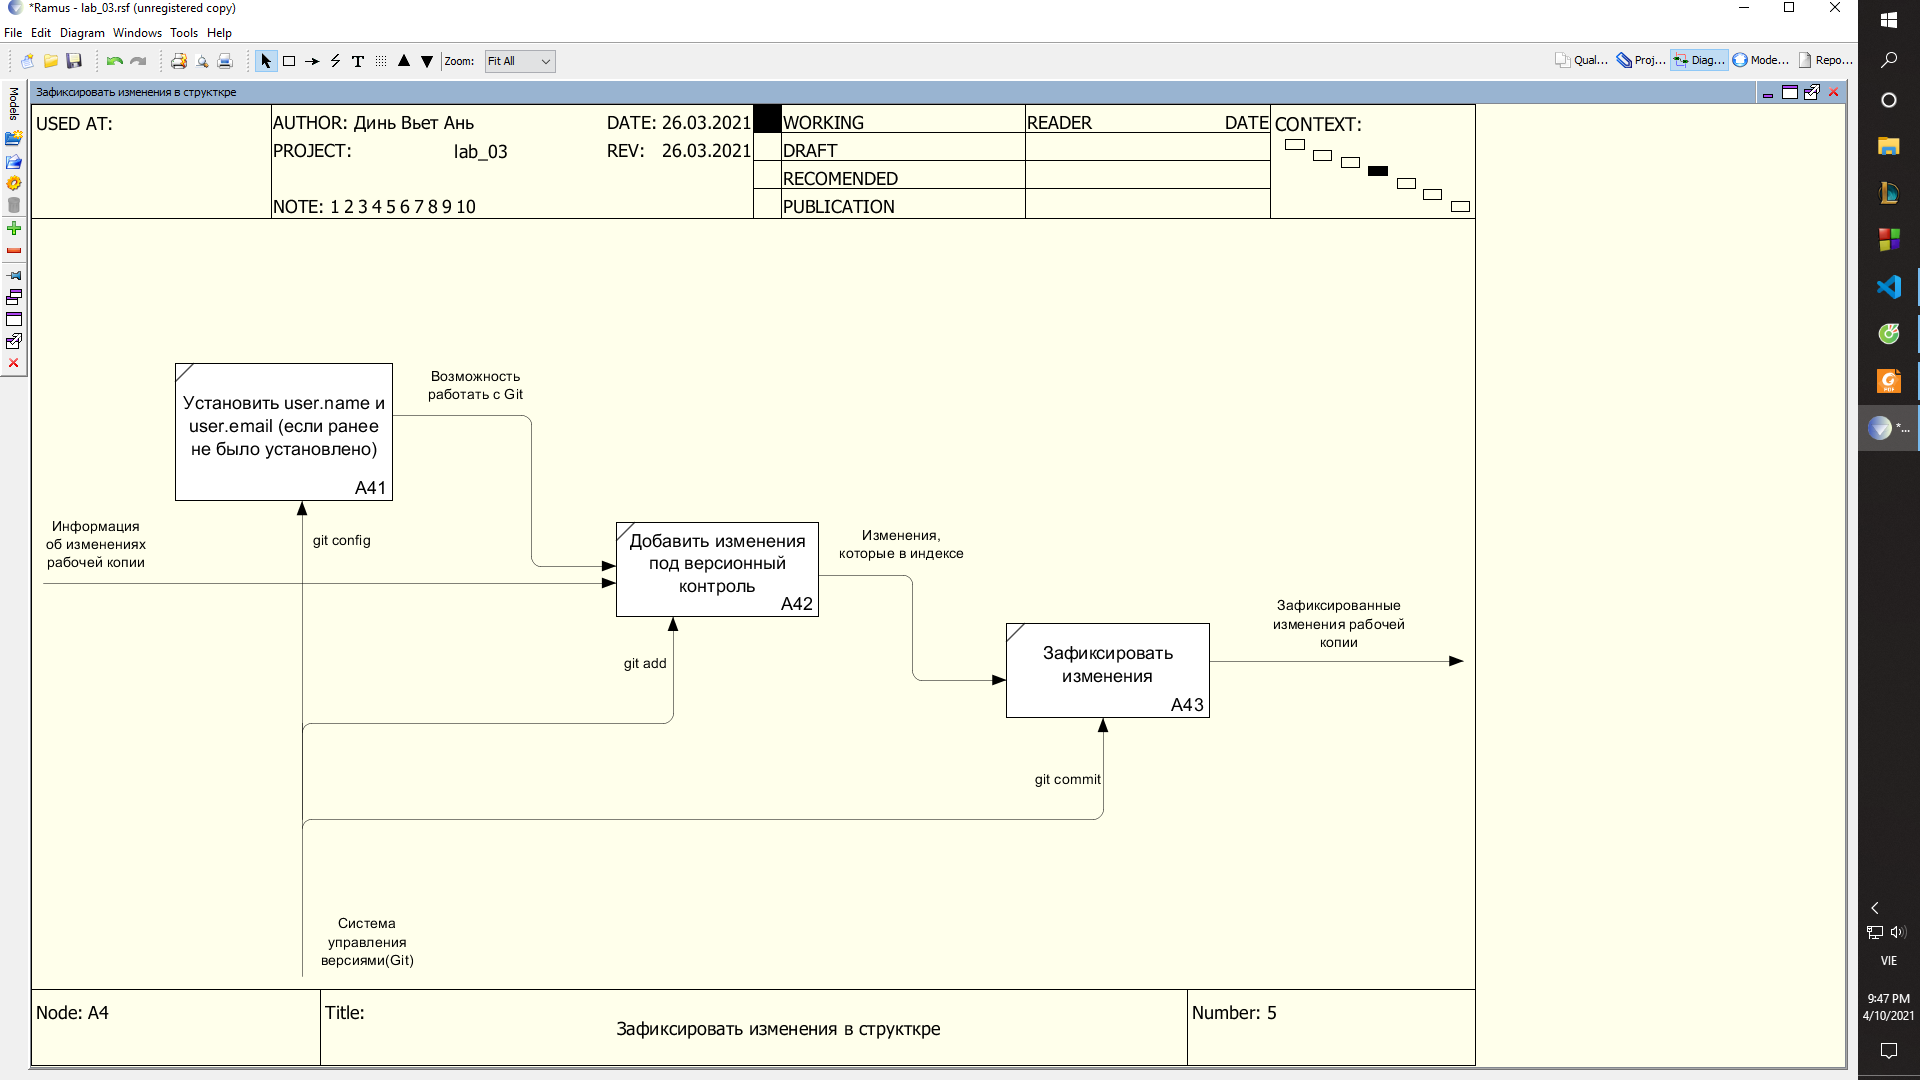 *Ramus - lab_03.rsf (unregistered copy)
File Edit Diagram Windows Tools Help
Zoom: Fit All
Qual... Proj... Diag... Mode... Repo...
Models
Зафиксировать изменения в структкре
USED AT:
AUTHOR: Динь Вьет Ань
DATE: 26.03.2021
PROJECT: lab_03
REV: 26.03.2021
NOTE: 1 2 3 4 5 6 7 8 9 10
WORKING
DRAFT
RECOMENDED
PUBLICATION
READER DATE
CONTEXT:
Установить user.name и
user.email (если ранее
не было установлено)
A41
Возможность
работать с Git
Информация
об изменениях
рабочей копии
git config
Добавить изменения
под версионный
контроль
A42
Изменения,
которые в индексе
git add
Зафиксировать
изменения
A43
Зафиксированные
изменения рабочей
копии
git commit
Система
управления
версиями(Git)
Node: A4
Title:
Зафиксировать изменения в структкре
Number: 5
*...
VIE
9:47 PM
4/10/2021